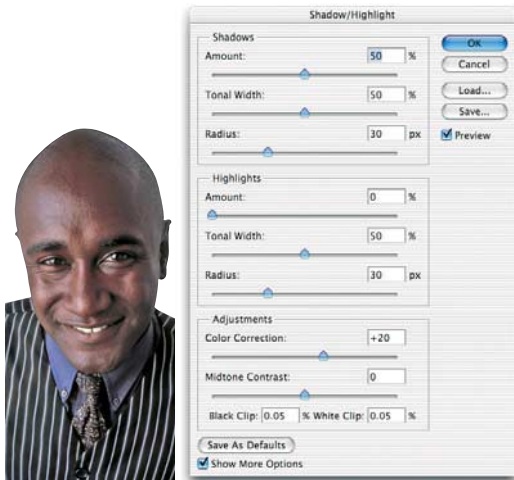 Shadow/Highlight
Shadows
Amount: 50 %
Tonal Width: 50 %
Radius: 30 px
Highlights
Amount: 0 %
Tonal Width: 50 %
Radius: 30 px
Adjustments
Color Correction: +20
Midtone Contrast: 0
Black Clip: 0.05 % White Clip: 0.05 %
Save As Defaults
Show More Options
OK
Cancel
Load...
Save...
Preview